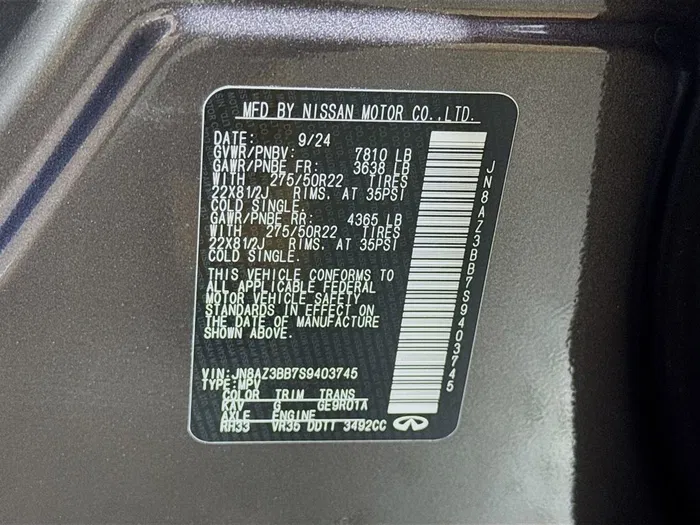 MFD BY NISSAN MOTOR CO.,LTD.
DATE: 9/24
GVWR/PNBV: 7810 LB
GAWR/PNBE FR: 3638 LB
WITH 275/50R22 TIRES
22X81/2J RIMS. AT 35PSI
COLD SINGLE.
GAWR/PNBE RR: 4365 LB
WITH 275/50R22 TIRES
22X81/2J RIMS. AT 35PSI
COLD SINGLE.
THIS VEHICLE CONFORMS TO
ALL APPLICABLE FEDERAL
MOTOR VEHICLE SAFETY
STANDARDS IN EFFECT ON
THE DATE OF MANUFACTURE
SHOWN ABOVE.
VIN:JN8AZ3BB7S9403745
TYPE:MPV
COLOR TRIM TRANS
KAV G GE9R01A
AXLE ENGINE
RH33 VR35 DDTT 3492CC
JN8AZ3BB7S9403745